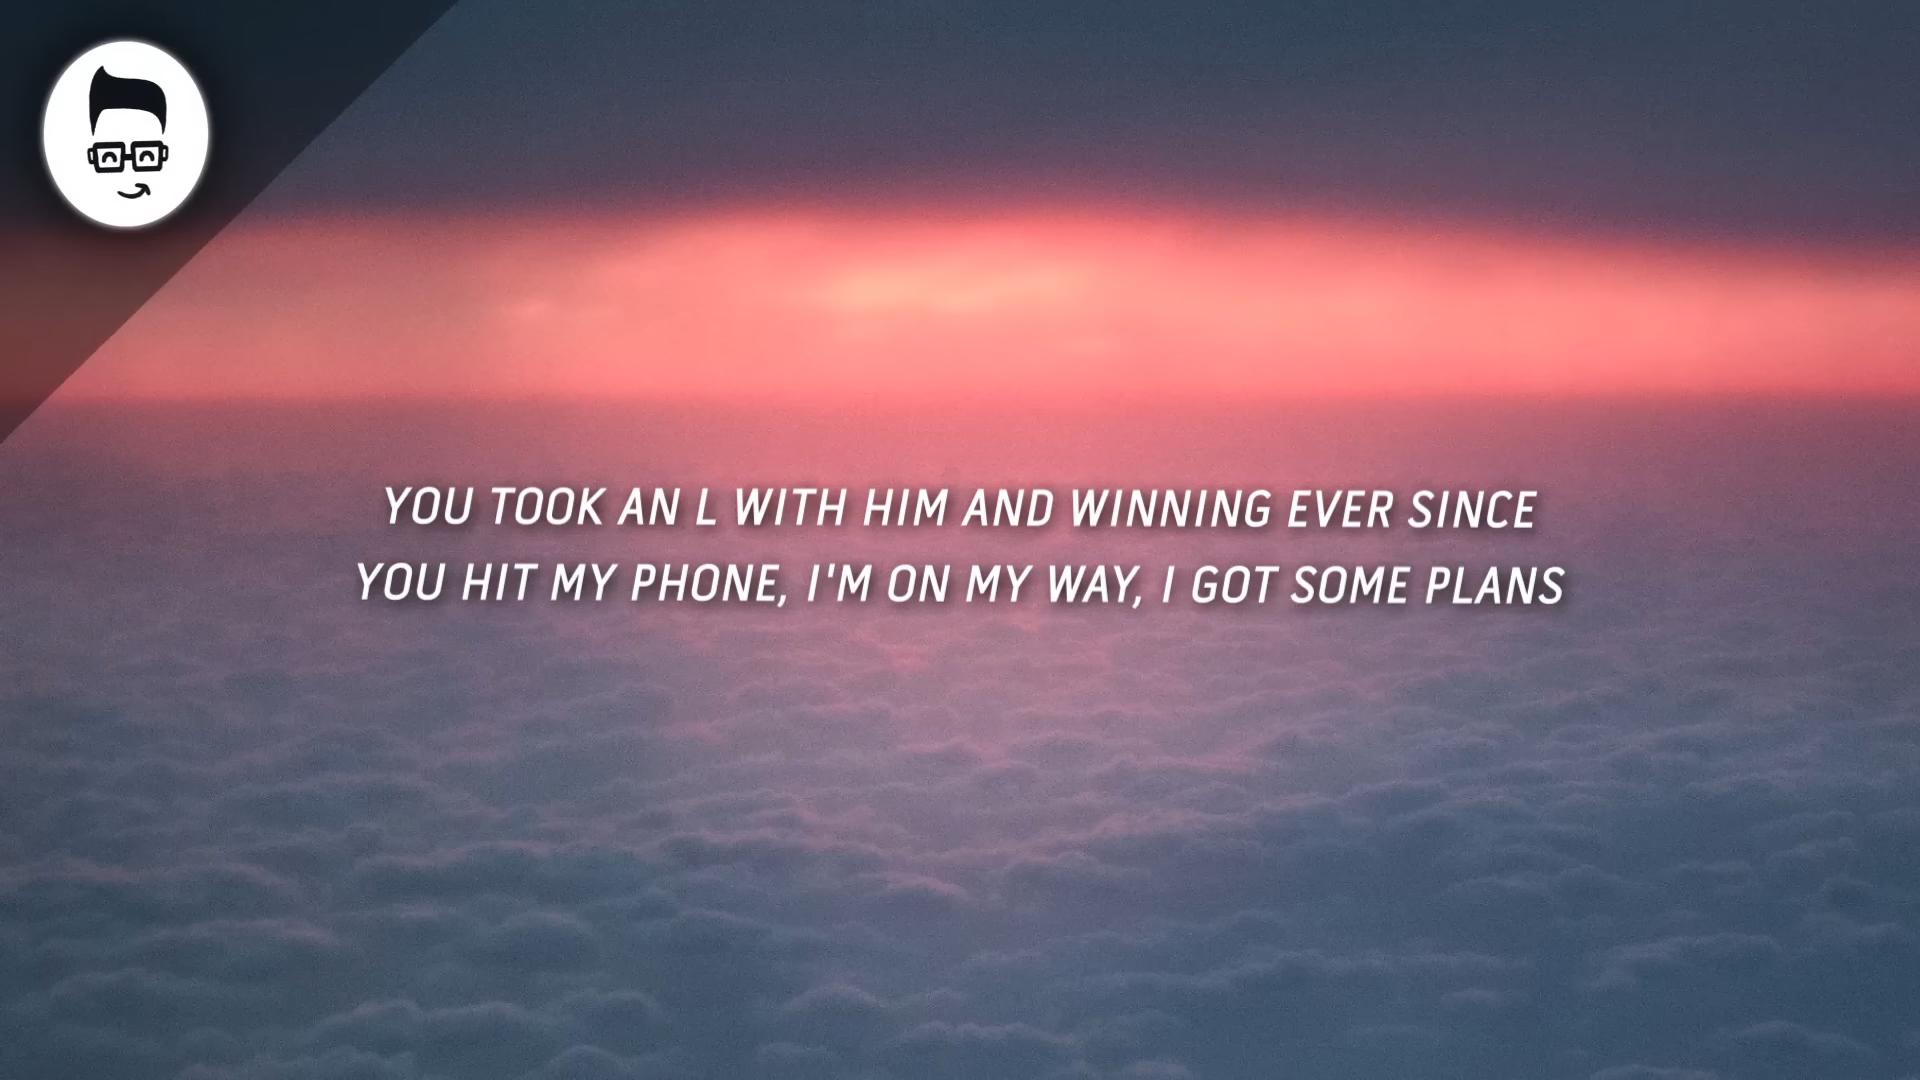 YOU TOOK AN L WITH HIM AND WINNING EVER SINCE
YOU HIT MY PHONE, I'M ON MY WAY, I GOT SOME PLANS